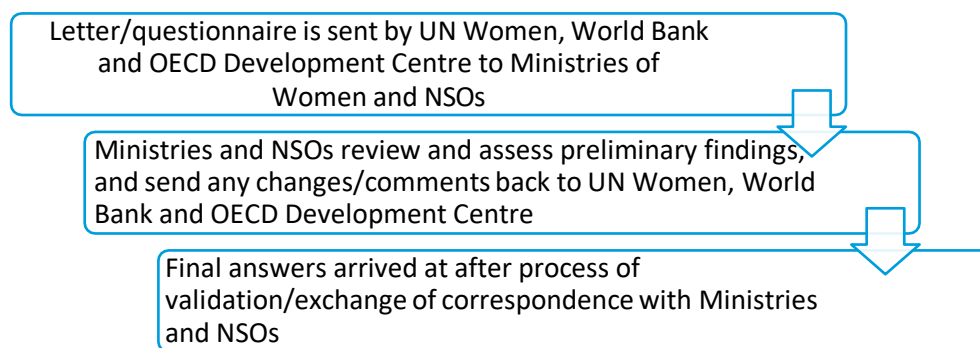 Letter/questionnaire is sent by UN Women, World Bank
and OECD Development Centre to Ministries of
Women and NSOs
Ministries and NSOs review and assess preliminary findings,
and send any changes/comments back to UN Women, World
Bank and OECD Development Centre
Final answers arrived at after process of
validation/exchange of correspondence with Ministries
and NSOs